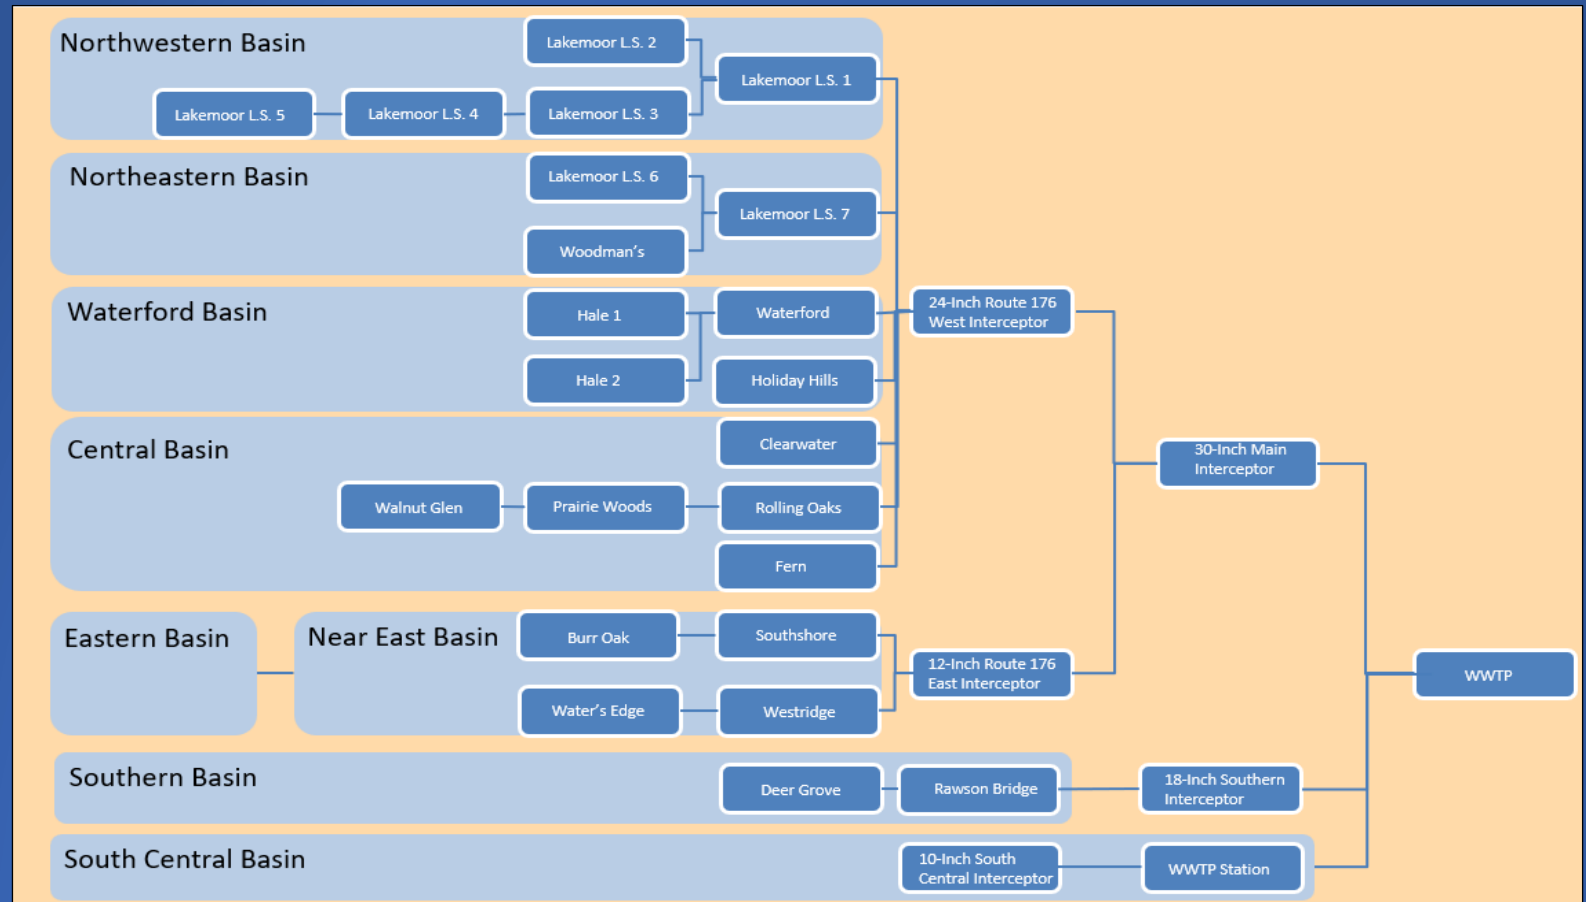 Northwestern Basin
Lakemoor L.S. 2
Lakemoor L.S. 1
Lakemoor L.S. 5
Lakemoor L.S. 4
Lakemoor L.S. 3
Northeastern Basin
Lakemoor L.S. 6
Lakemoor L.S. 7
Woodman's
Waterford Basin
Hale 1
Waterford
24-Inch Route 176
West Interceptor
Hale 2
Holiday Hills
Central Basin
Clearwater
30-Inch Main
Interceptor
Walnut Glen
Prairie Woods
Rolling Oaks
Fern
Eastern Basin
Near East Basin
Burr Oak
Southshore
12-Inch Route 176
East Interceptor
WWTP
Water's Edge
Westridge
Southern Basin
Deer Grove
Rawson Bridge
18-Inch Southern
Interceptor
South Central Basin
10-Inch South
Central Interceptor
WWTP Station